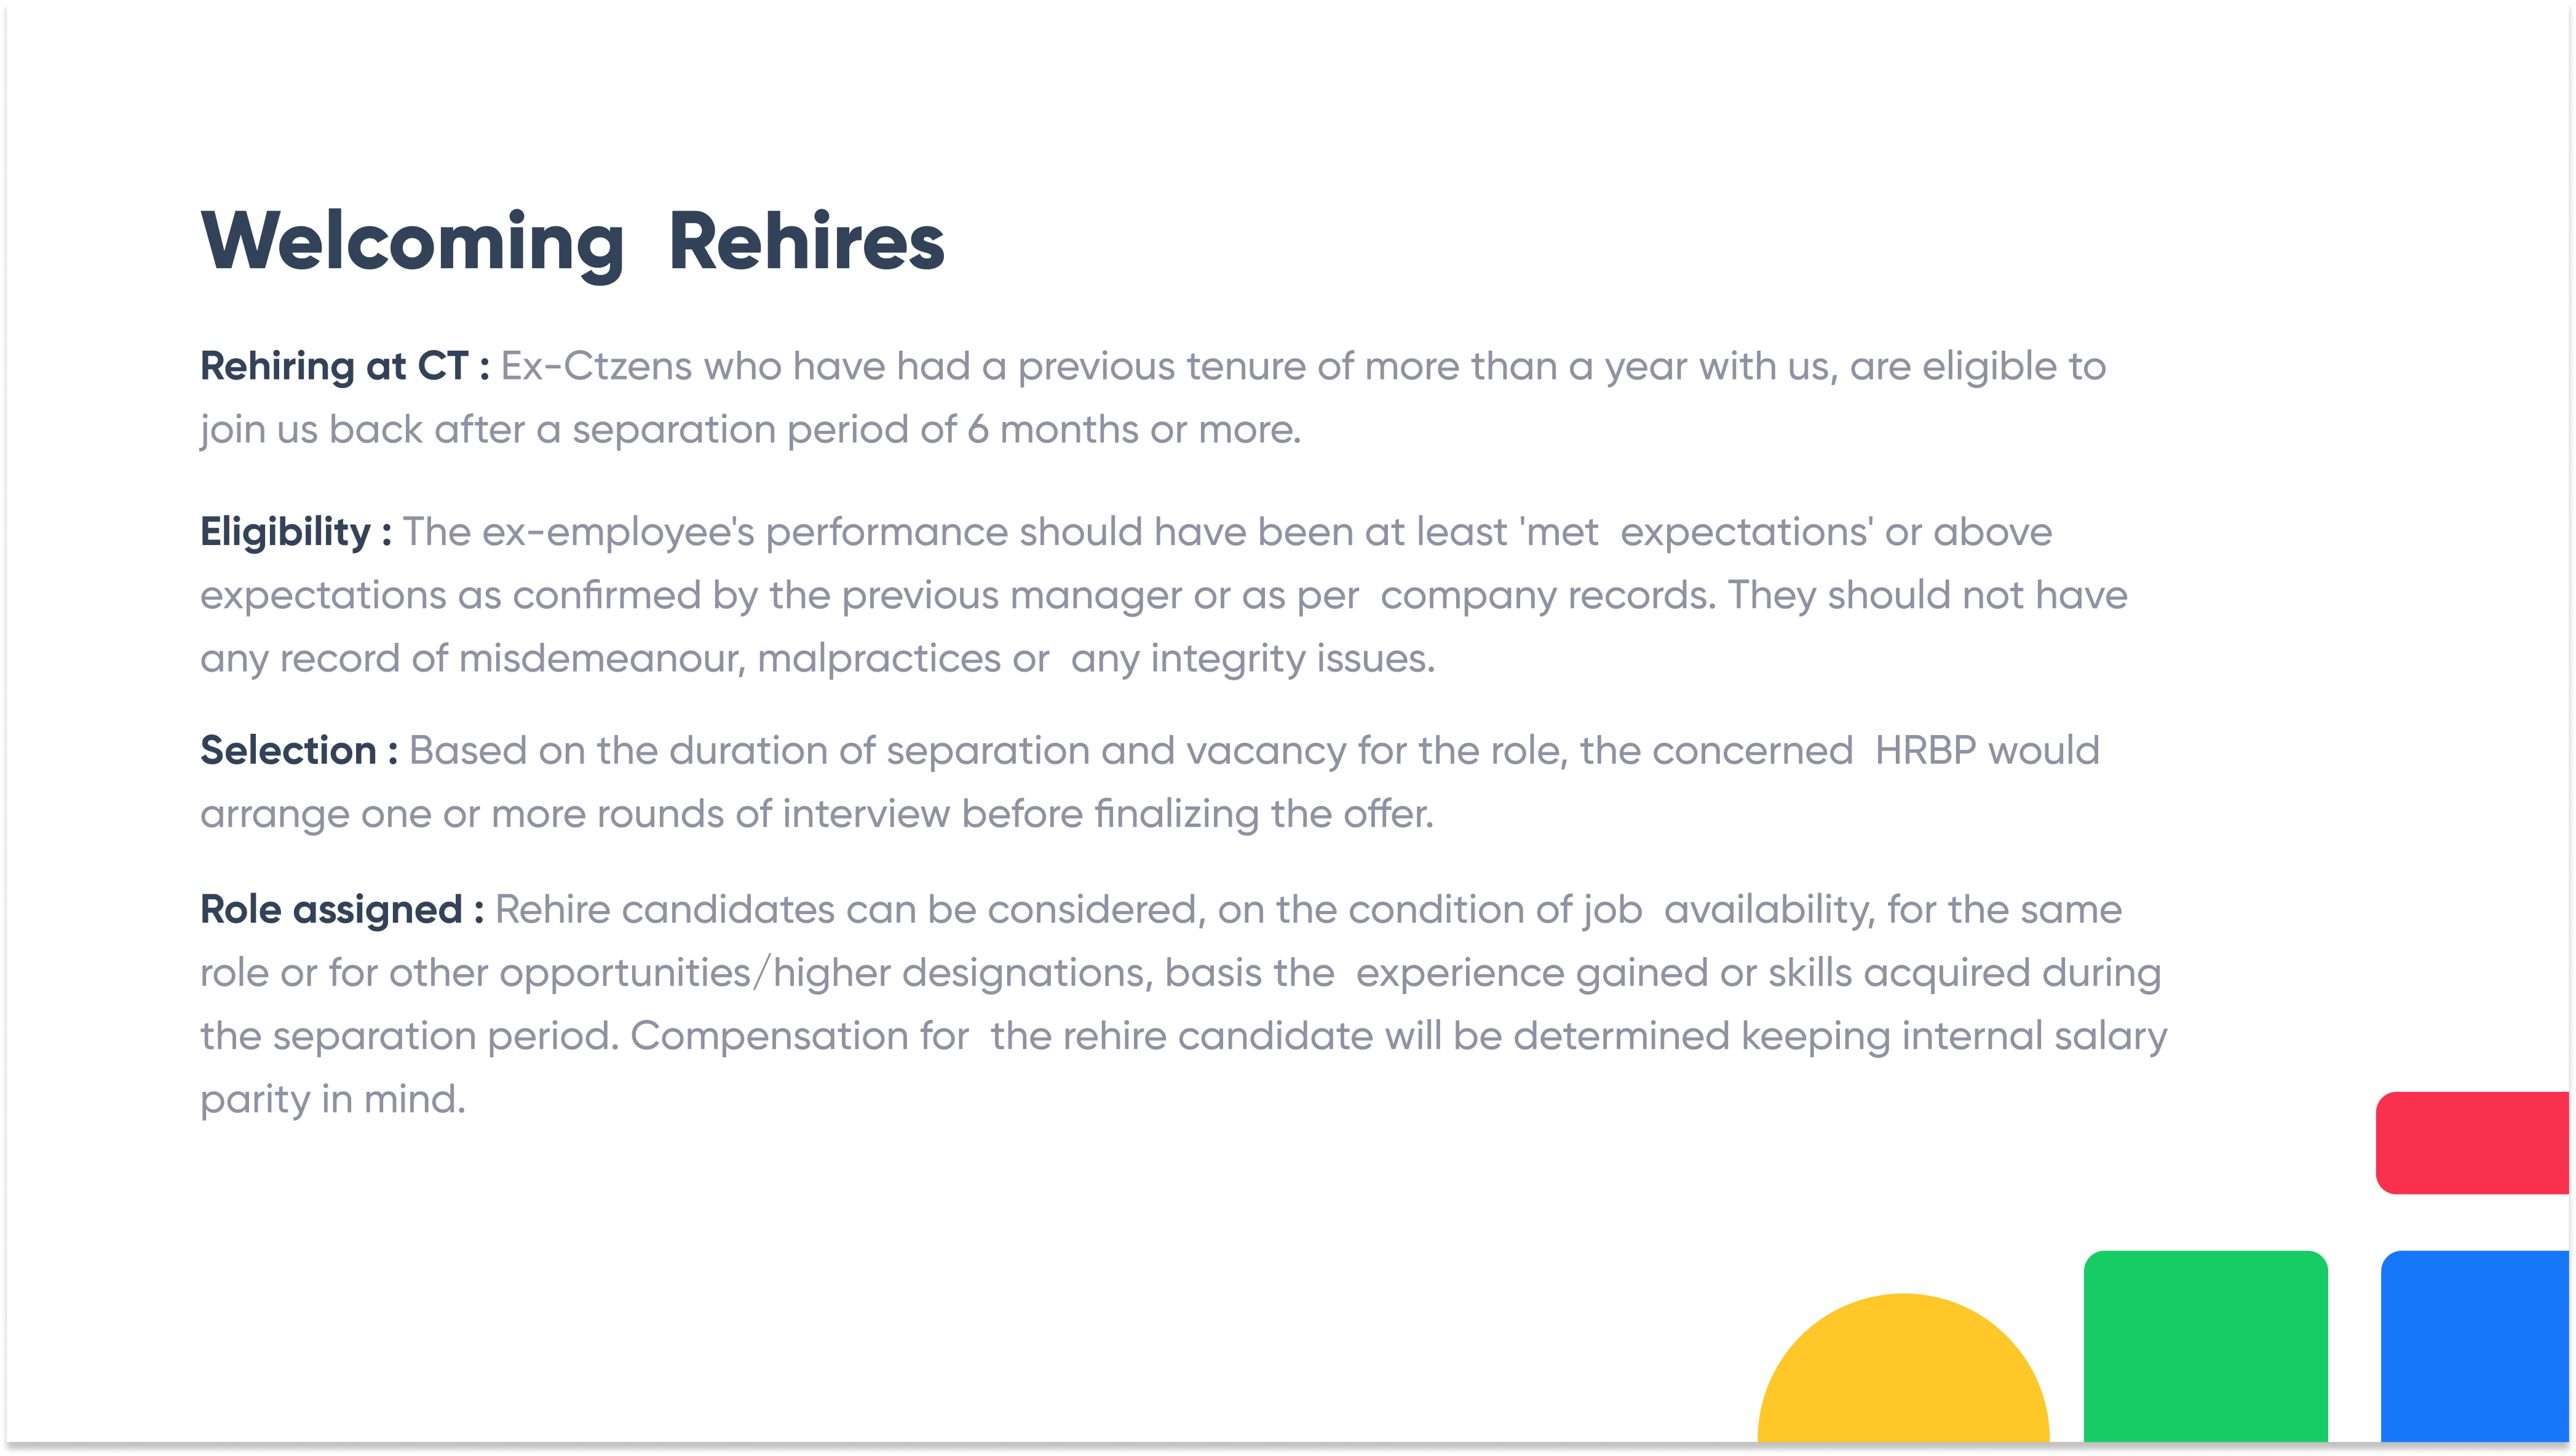 Welcoming  Rehires
Rehiring at CT : Ex-Ctzens who have had a previous tenure of more than a year with us, are eligible to
join us back after a separation period of 6 months or more.
Eligibility : The ex-employee's performance should have been at least 'met  expectations' or above
expectations as confirmed by the previous manager or as per  company records. They should not have
any record of misdemeanour, malpractices or  any integrity issues.
Selection : Based on the duration of separation and vacancy for the role, the concerned  HRBP would
arrange one or more rounds of interview before finalizing the offer.
Role assigned : Rehire candidates can be considered, on the condition of job  availability, for the same
role or for other opportunities/higher designations, basis the  experience gained or skills acquired during
the separation period. Compensation for  the rehire candidate will be determined keeping internal salary
parity in mind.